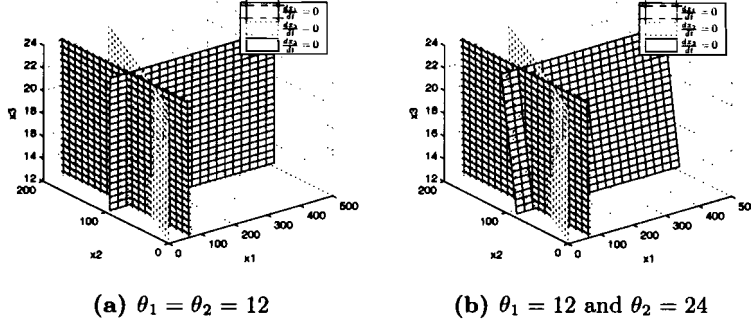 dx₁/dt = 0
dx₂/dt = 0
dx₃/dt = 0
24
22
20
18
16
14
12
x3
200
100
0
x2
0
100
200
300
400
500
x1
dx₁/dt = 0
dx₂/dt = 0
dx₃/dt = 0
24
22
20
18
16
14
12
x3
200
100
0
x2
0
100
200
300
400
50
x1
(a) θ₁ = θ₂ = 12
(b) θ₁ = 12 and θ₂ = 24